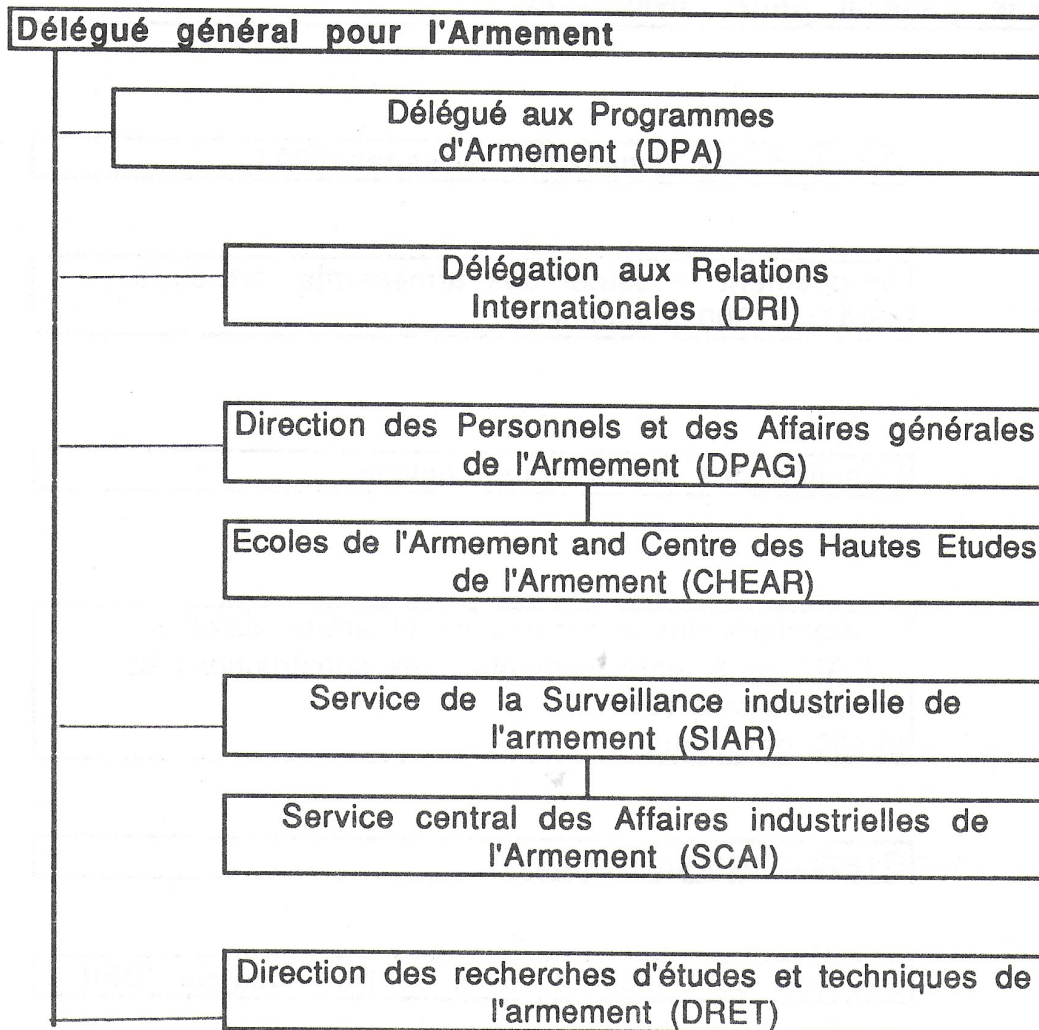 Délégué général pour l'Armement
Délégué aux Programmes
d'Armement (DPA)
Délégation aux Relations
Internationales (DRI)
Direction des Personnels et des Affaires générales
de l'Armement (DPAG)
Ecoles de l'Armement and Centre des Hautes Etudes
de l'Armement (CHEAR)
Service de la Surveillance industrielle de
l'armement (SIAR)
Service central des Affaires industrielles de
l'Armement (SCAI)
Direction des recherches d'études et techniques de
l'armement (DRET)